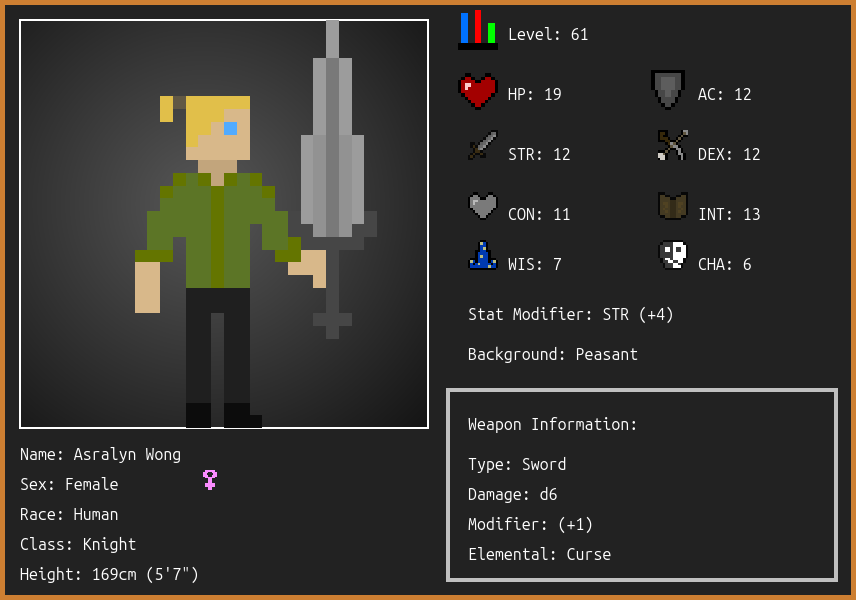 Level: 61
HP: 19
AC: 12
STR: 12
DEX: 12
CON: 11
INT: 13
WIS: 7
CHA: 6
Stat Modifier: STR (+4)
Background: Peasant
Weapon Information:
Type: Sword
Damage: d6
Modifier: (+1)
Elemental: Curse
Name: Asralyn Wong
Sex: Female
Race: Human
Class: Knight
Height: 169cm (5'7")